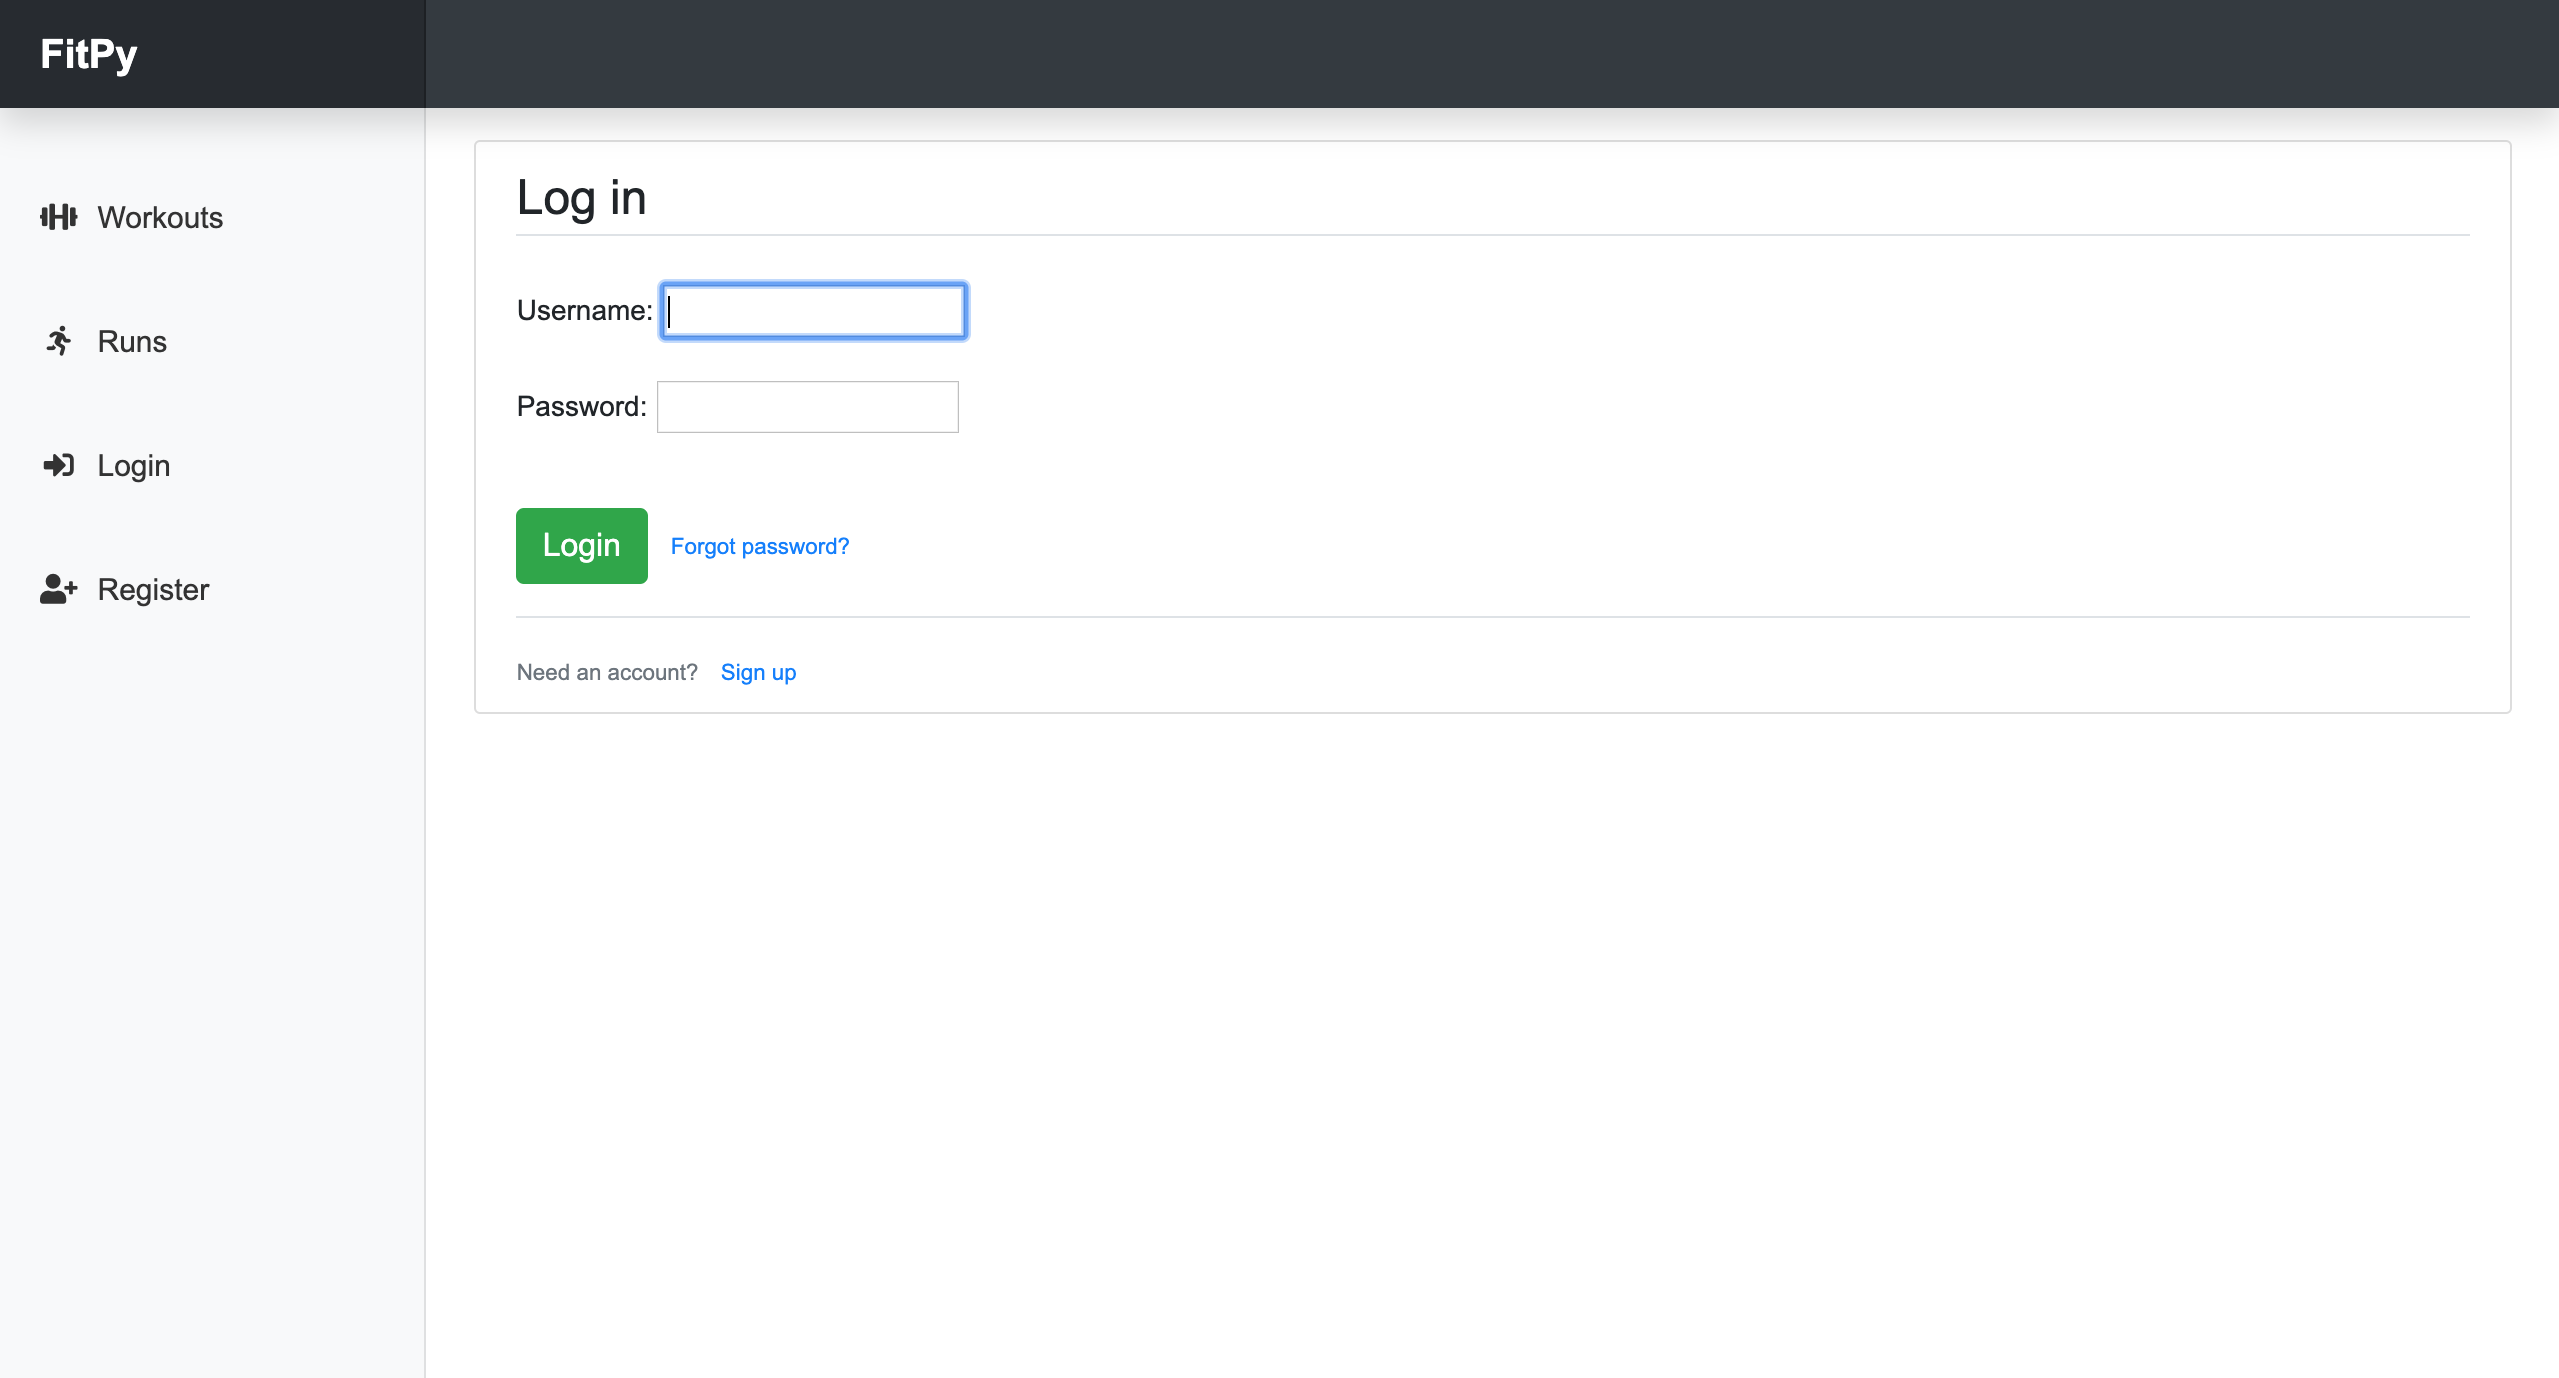 FitPy
Workouts
Runs
Login
Register
Log in
Username:
Password:
Login Forgot password?
Need an account? Sign up